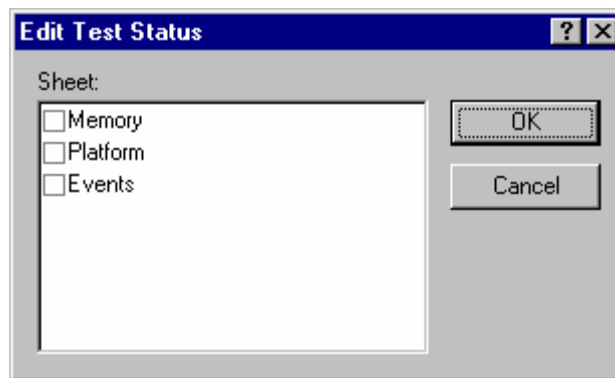 Edit Test Status
Sheet:
Memory
Platform
Events
OK
Cancel